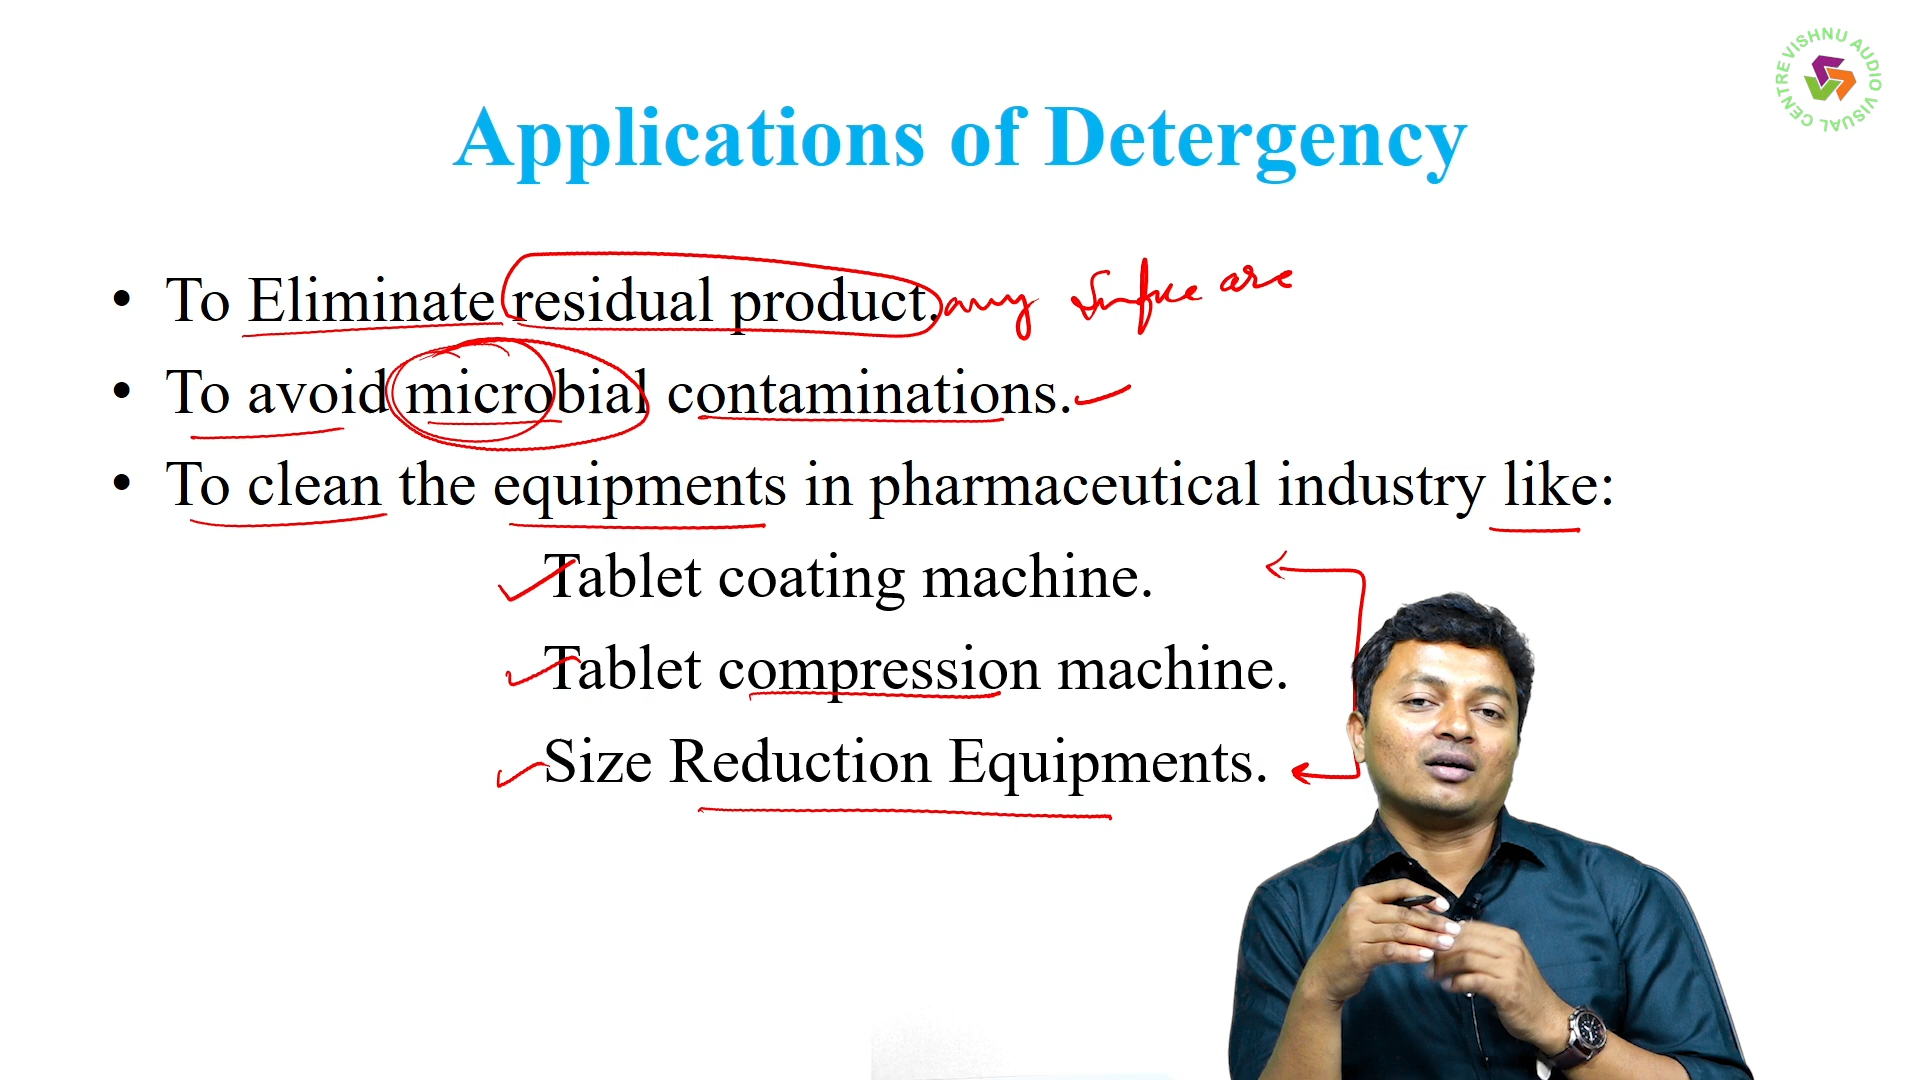 VISHNU AUDIO VISUAL CENTRE
Applications of Detergency
• To Eliminate residual product. any are
• To avoid microbial contaminations.
• To clean the equipments in pharmaceutical industry like:
Tablet coating machine.
Tablet compression machine.
Size Reduction Equipments.